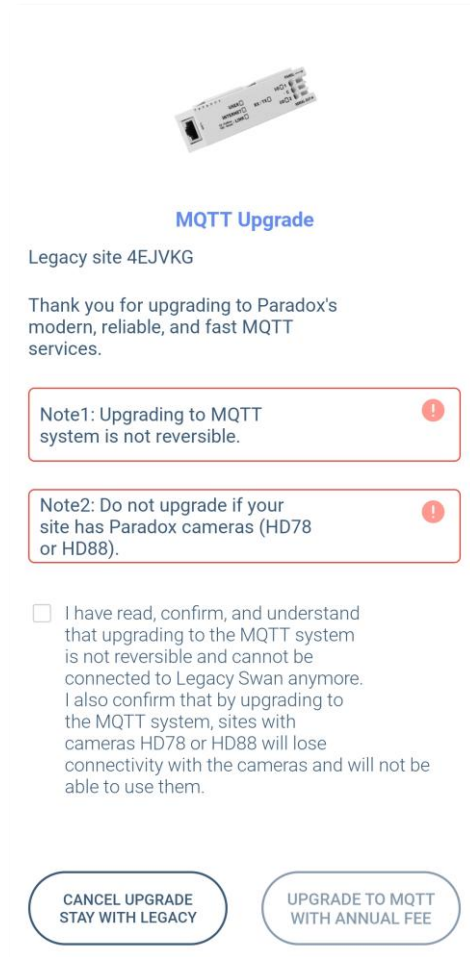 MQTT Upgrade
Legacy site 4EJVKG
Thank you for upgrading to Paradox's
modern, reliable, and fast MQTT
services.
Note1: Upgrading to MQTT
system is not reversible.
Note2: Do not upgrade if your
site has Paradox cameras (HD78
or HD88).
I have read, confirm, and understand
that upgrading to the MQTT system
is not reversible and cannot be
connected to Legacy Swan anymore.
I also confirm that by upgrading to
the MQTT system, sites with
cameras HD78 or HD88 will lose
connectivity with the cameras and will not be
able to use them.
CANCEL UPGRADE
STAY WITH LEGACY
UPGRADE TO MQTT
WITH ANNUAL FEE